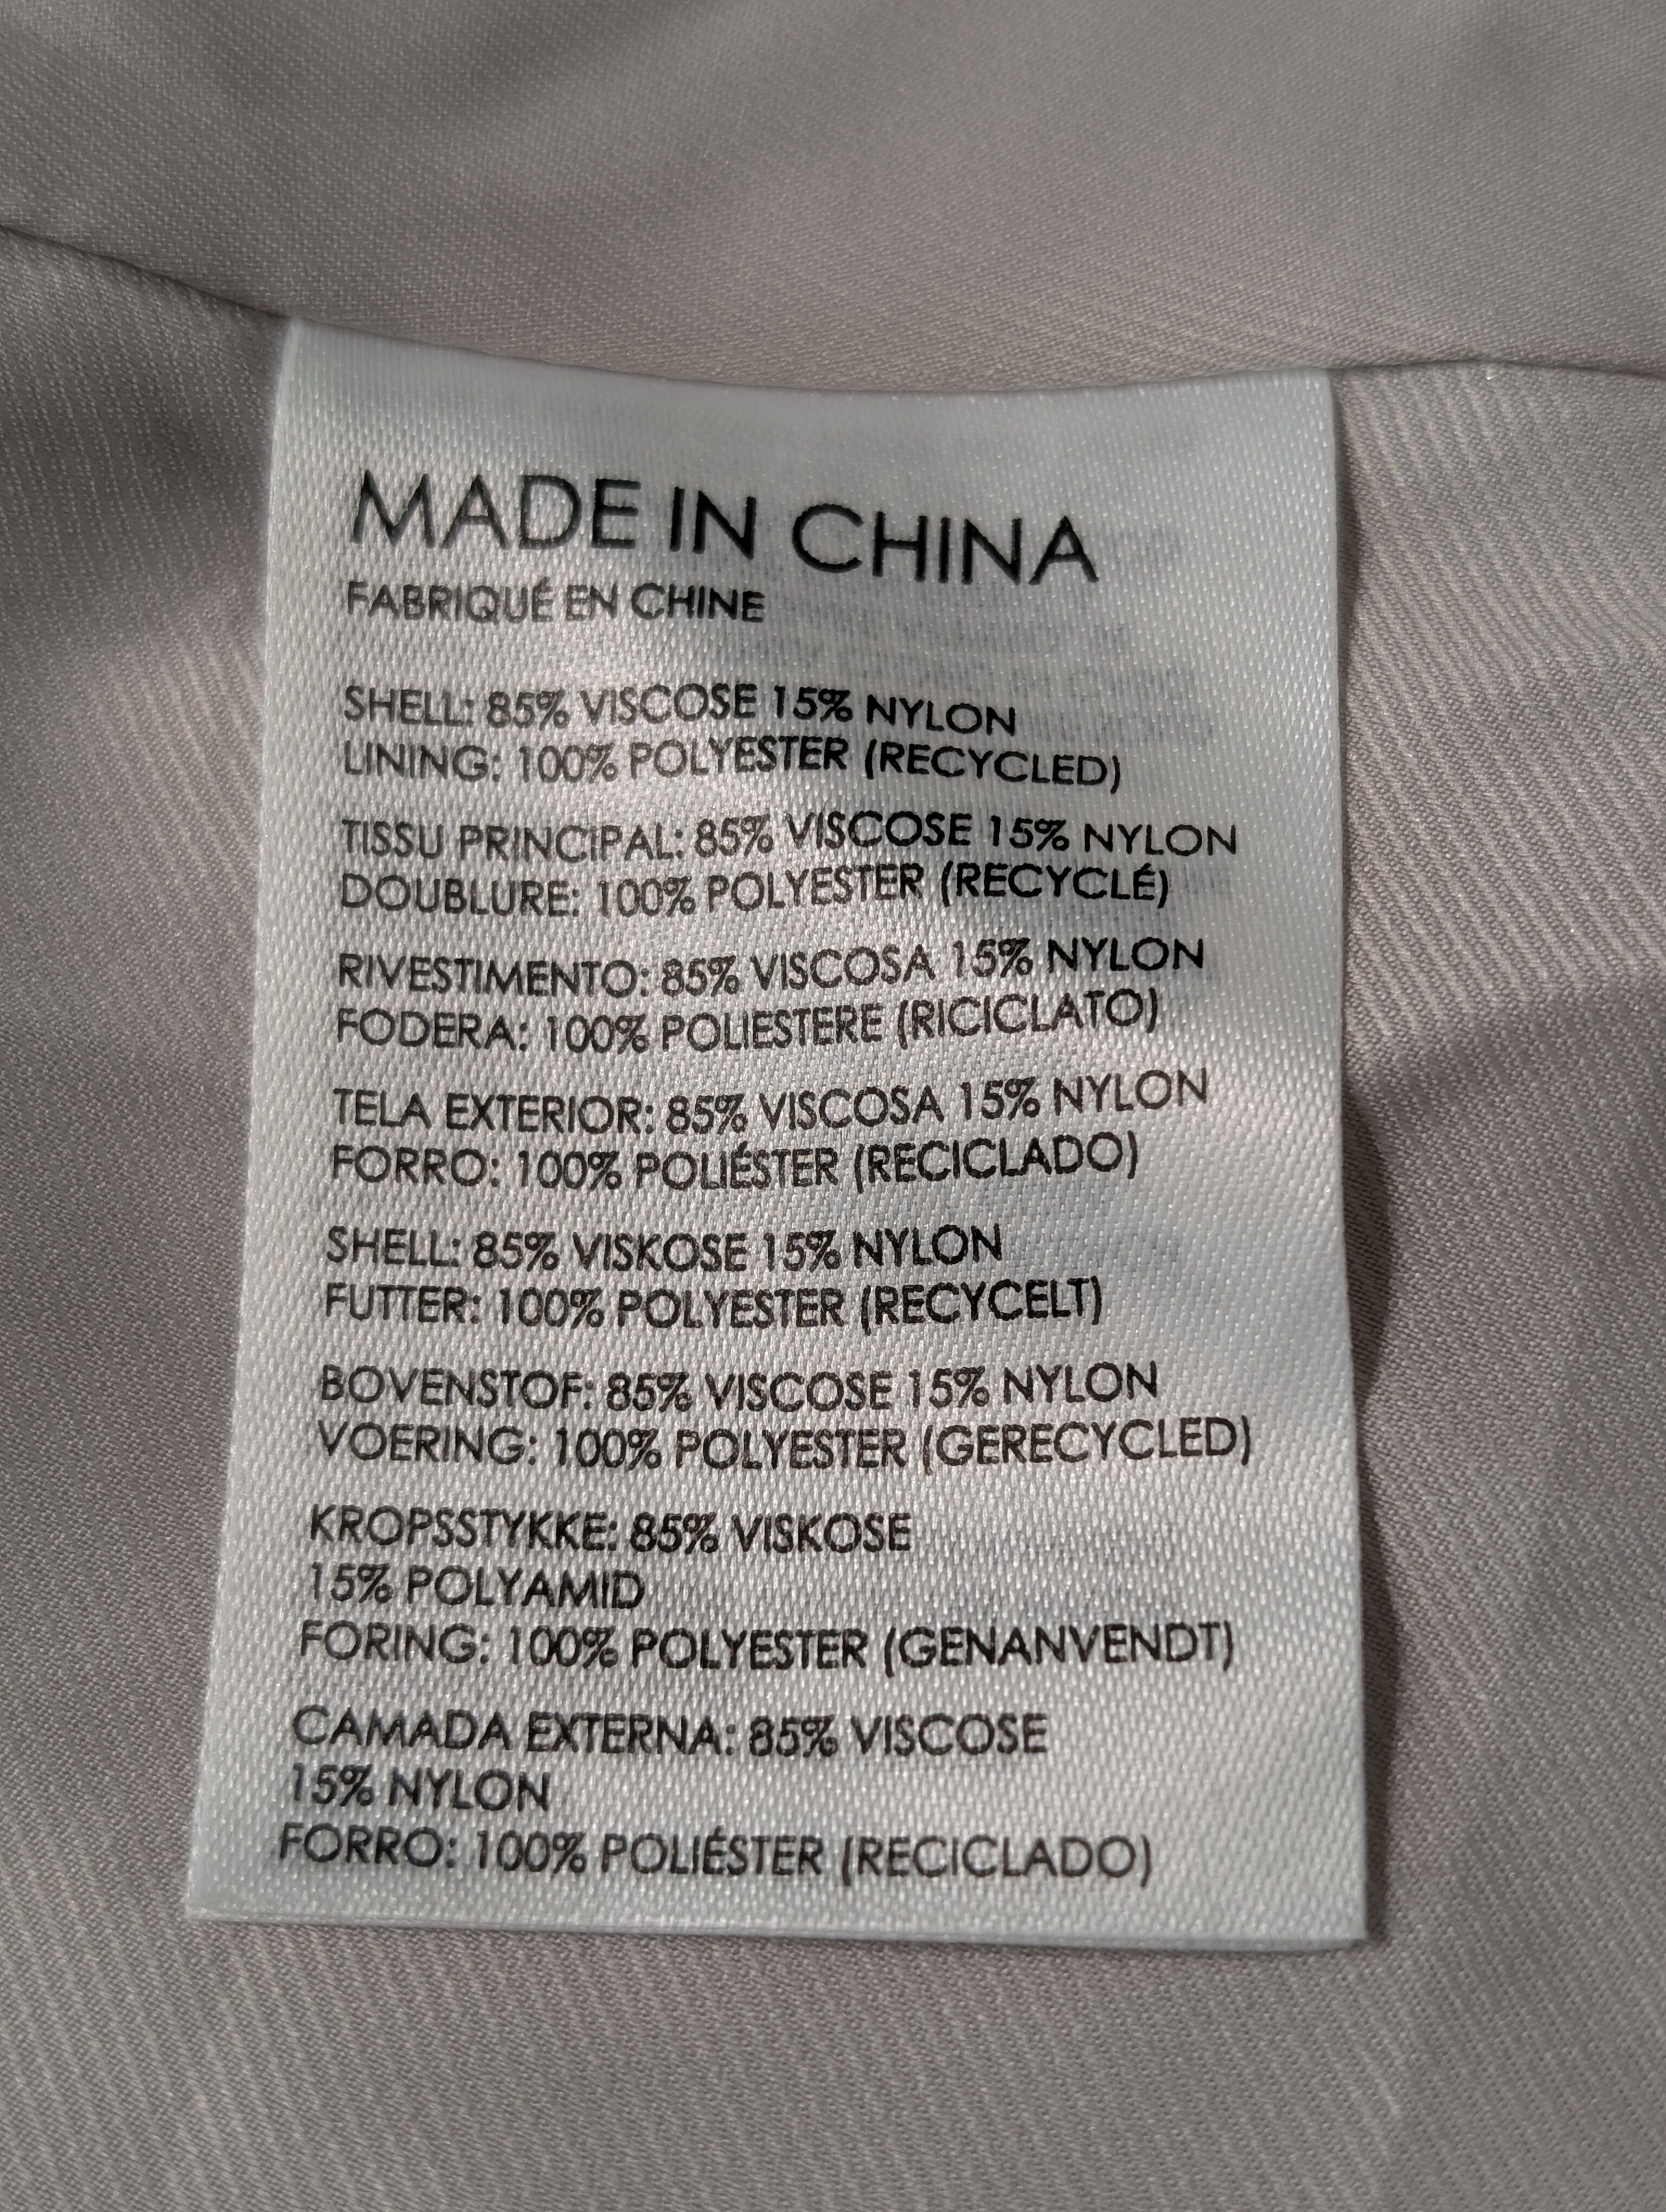 MADE IN CHINA
FABRIQUÉ EN CHINE
SHELL: 85% VISCOSE 15% NYLON
LINING: 100% POLYESTER (RECYCLED)
TISSU PRINCIPAL: 85% VISCOSE 15% NYLON
DOUBLURE: 100% POLYESTER (RECYCLÉ)
RIVESTIMENTO: 85% VISCOSA 15% NYLON
FODERA: 100% POLIESTERE (RICICLATO)
TELA EXTERIOR: 85% VISCOSA 15% NYLON
FORRO: 100% POLIÉSTER (RECICLADO)
SHELL: 85% VISKOSE 15% NYLON
FUTTER: 100% POLYESTER (RECYCELT)
BOVENSTOF: 85% VISCOSE 15% NYLON
VOERING: 100% POLYESTER (GERECYCLED)
KROPSSTYKKE: 85% VISKOSE
15% POLYAMID
FORING: 100% POLYESTER (GENANVENDT)
CAMADA EXTERNA: 85% VISCOSE
15% NYLON
FORRO: 100% POLIÉSTER (RECICLADO)